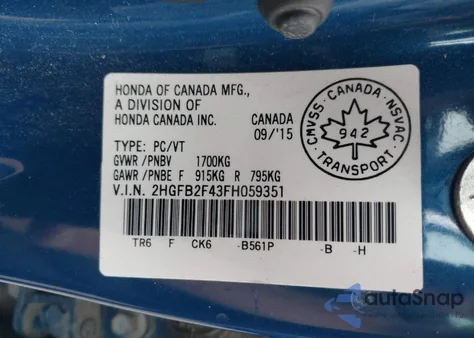 HONDA OF CANADA MFG.,
A DIVISION OF
HONDA CANADA INC. CANADA
09/'15
TYPE: PC/VT
GVWR /PNBV 1700KG
GAWR /PNBE F 915KG R 795KG
V.I.N. 2HGFB2F43FH059351
TR6 F CK6 -B561P -B -H
CMVSS · CANADA · NSVAC
942
TRANSPORT
autoSnap